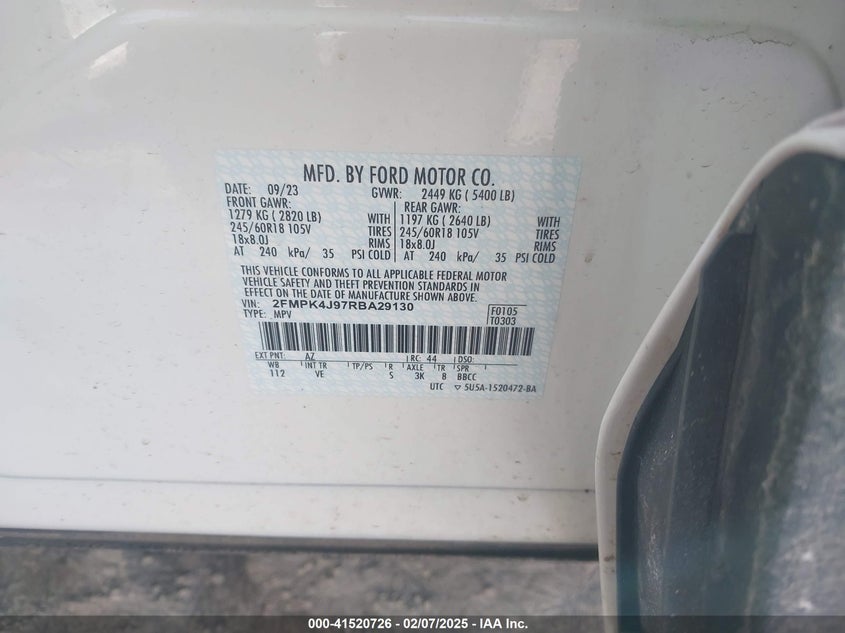 MFD. BY FORD MOTOR CO.
DATE: 09/23 GVWR: 2449 KG ( 5400 LB)
FRONT GAWR: REAR GAWR:
1279 KG ( 2820 LB) WITH 1197 KG ( 2640 LB) WITH
245/60R18 105V TIRES 245/60R18 105V TIRES
18x8.0J RIMS 18x8.0J RIMS
AT 240 kPa/ 35 PSI COLD AT 240 kPa/ 35 PSI COLD
THIS VEHICLE CONFORMS TO ALL APPLICABLE FEDERAL MOTOR
VEHICLE SAFETY AND THEFT PREVENTION STANDARDS IN
EFFECT ON THE DATE OF MANUFACTURE SHOWN ABOVE.
VIN: 2FMPK4J97RBA29130 F0105
TYPE: MPV T0303
EXT PNT: AZ RC: 44 DSO:
WB INT TR TP/PS R AXLE TR SPR
112 VE S 3K 8 BBCC
UTC ▽ 5U5A-1520472-BA
000-41520726 - 02/07/2025 - IAA Inc.